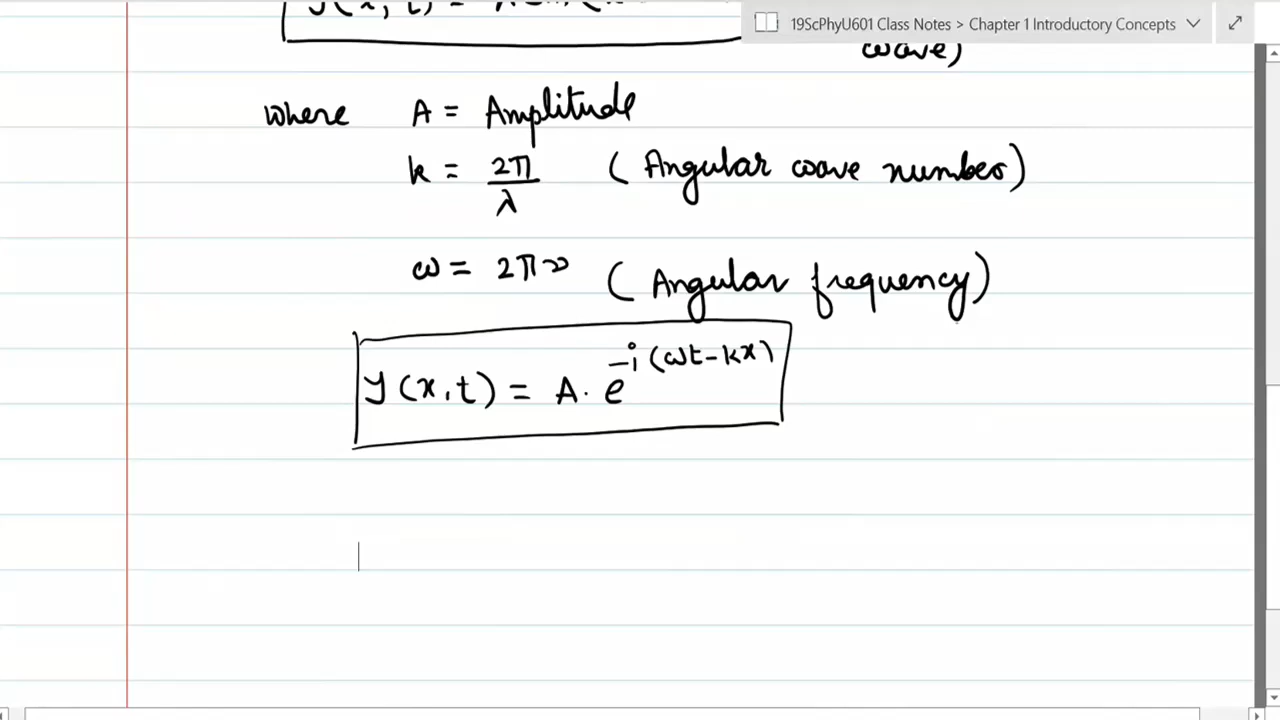 19ScPhyU601 Class Notes > Chapter 1 Introductory Concepts
wave)
where A = Amplitude
k = 2π/λ (Angular wave number)
ω = 2πν (Angular frequency)
y(x,t) = A. e^{-i(ωt-kx)}